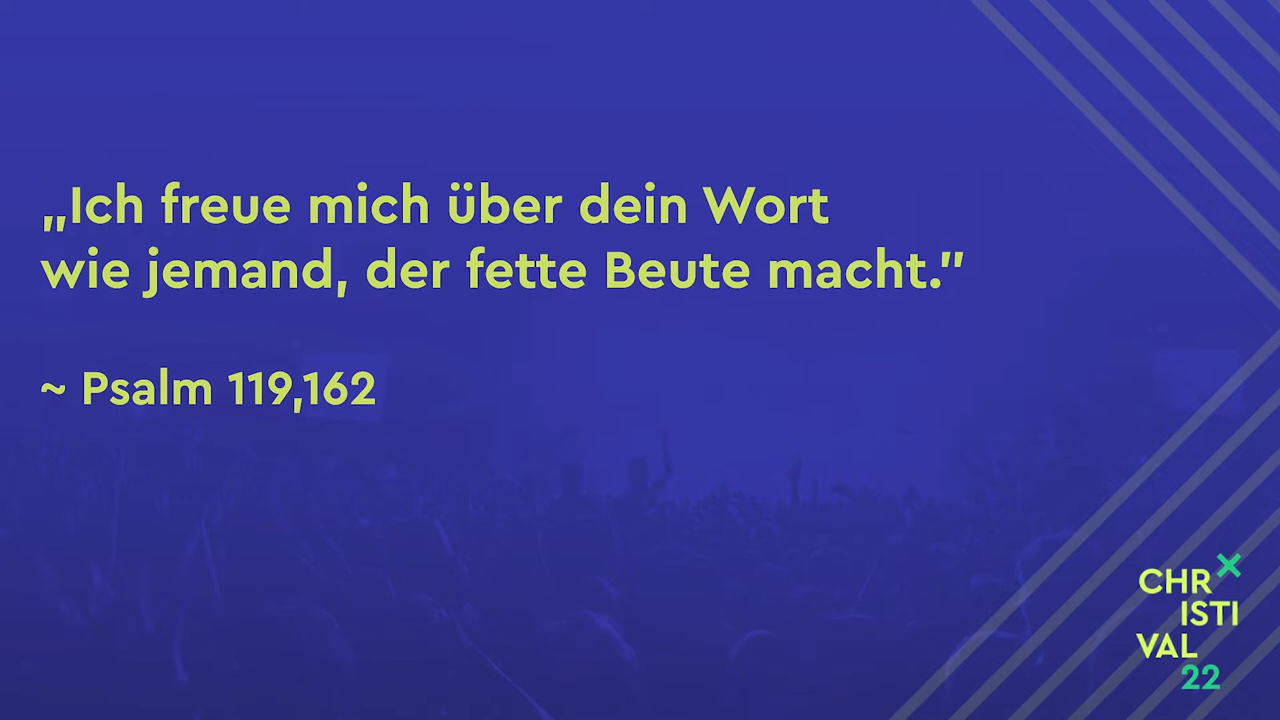 „Ich freue mich über dein Wort
wie jemand, der fette Beute macht.”
~ Psalm 119,162
CHR
ISTI
VAL
22